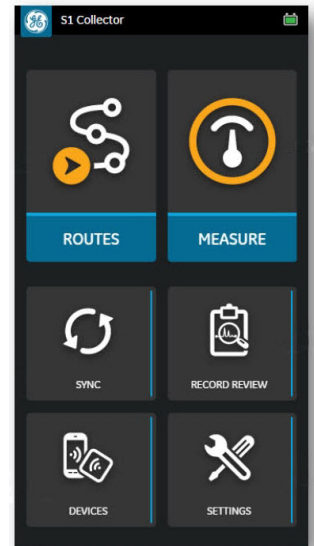 S1 Collector
ROUTES
MEASURE
SYNC
RECORD REVIEW
DEVICES
SETTINGS